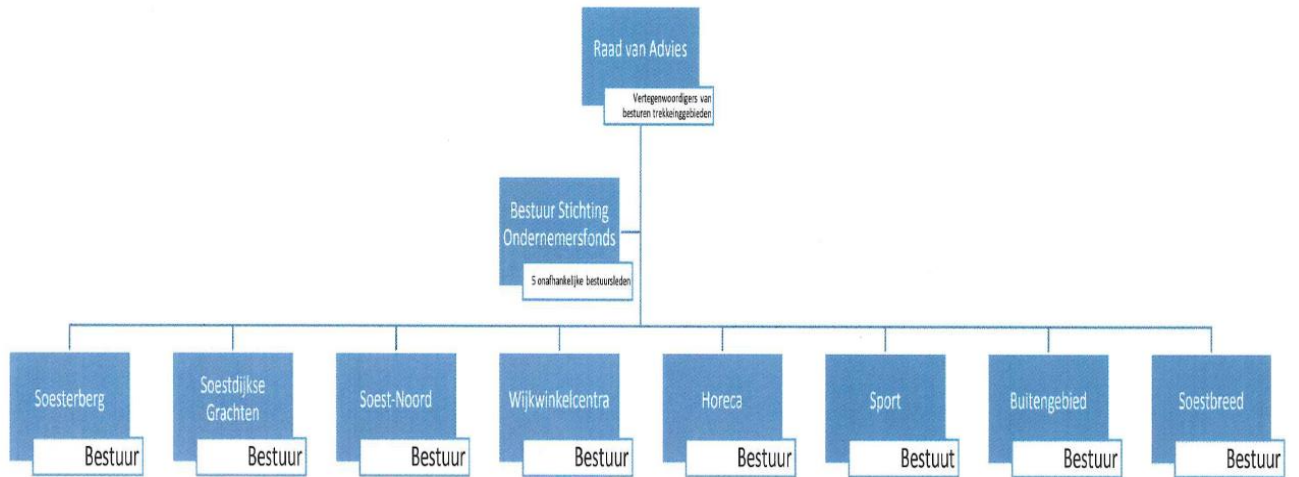 Raad van Advies
Vertegenwoordigers van
besturen trekkeinggebieden
Bestuur Stichting
Ondernemersfonds
5 onafhankelijke bestuursleden
Soesterberg
Bestuur
Soestdijkse
Grachten
Bestuur
Soest-Noord
Bestuur
Wijkwinkelcentra
Bestuur
Horeca
Bestuur
Sport
Bestuut
Buitengebied
Bestuur
Soestbreed
Bestuur